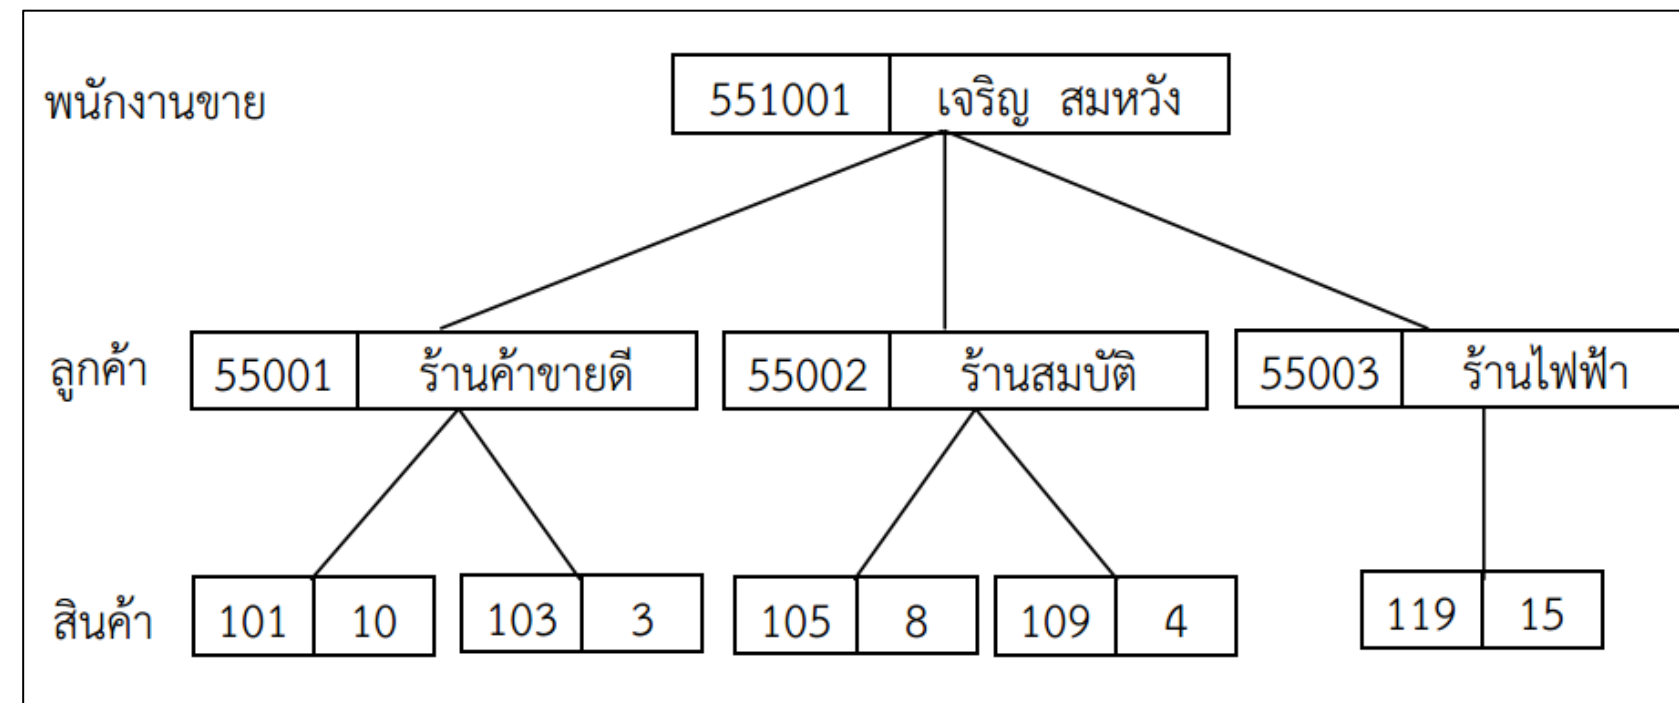 พนักงานขาย 551001 เจริญ สมหวัง
ลูกค้า 55001 ร้านค้าขายดี 55002 ร้านสมบัติ 55003 ร้านไฟฟ้า
สินค้า 101 10 103 3 105 8 109 4 119 15